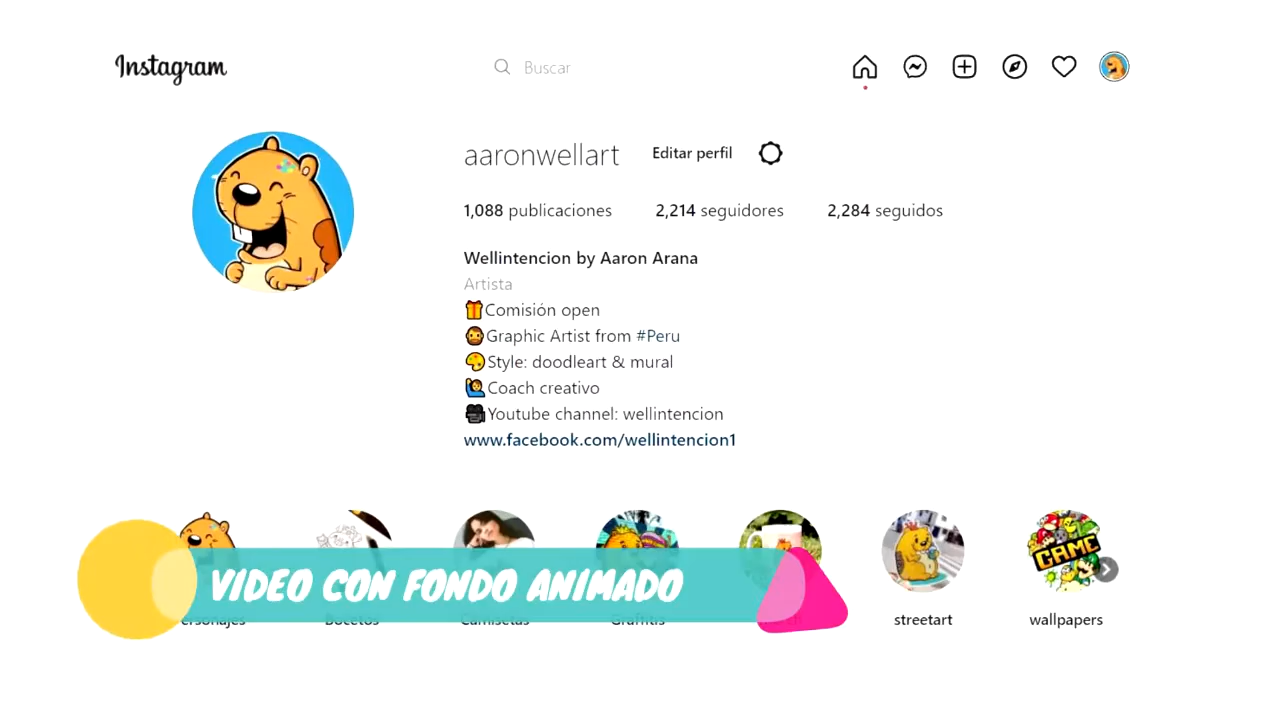 Instagram
Buscar
aaronwellart Editar perfil
1,088 publicaciones 2,214 seguidores 2,284 seguidos
Wellintencion by Aaron Arana
Artista
Comisión open
Graphic Artist from #Peru
Style: doodleart & mural
Coach creativo
Youtube channel: wellintencion
www.facebook.com/wellintencion1
GAME
VIDEO CON FONDO ANIMADO
streetart wallpapers